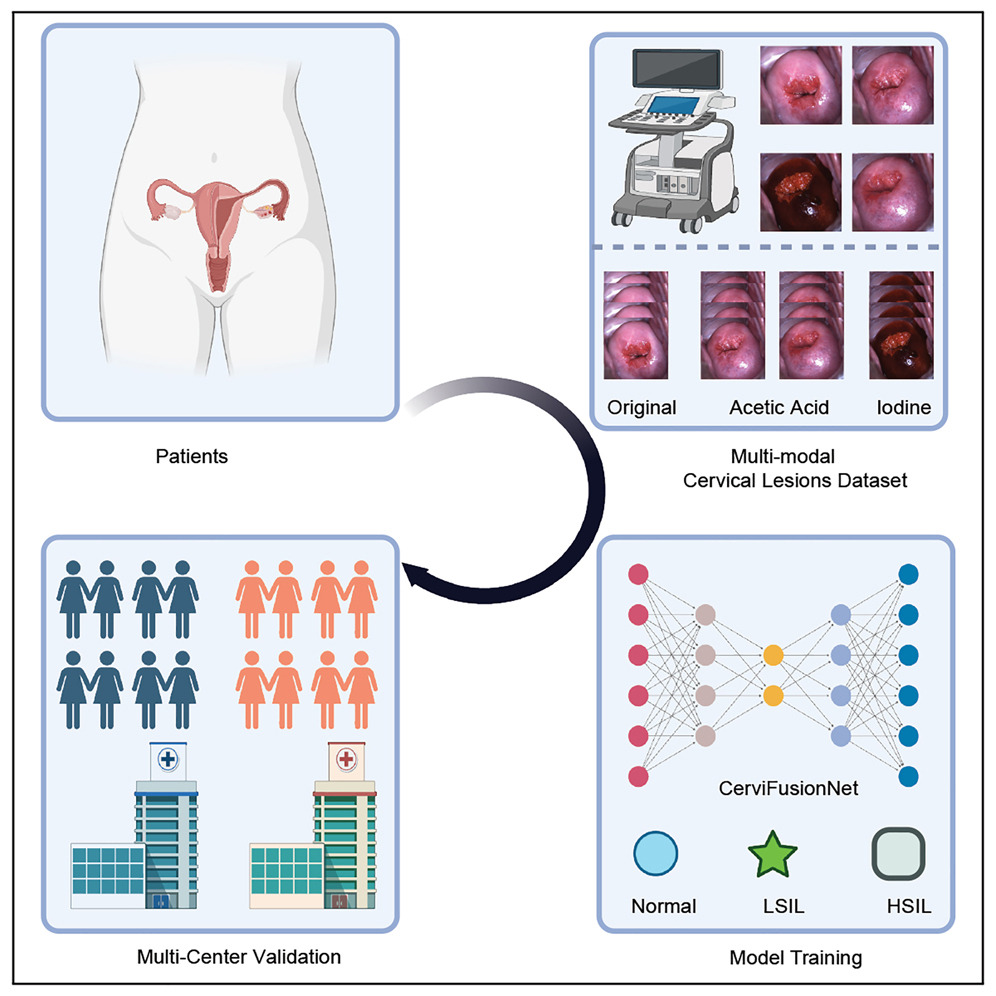 Original
Acetic Acid
Iodine
Patients
Multi-modal
Cervical Lesions Dataset
CerviFusionNet
Normal
LSIL
HSIL
Multi-Center Validation
Model Training